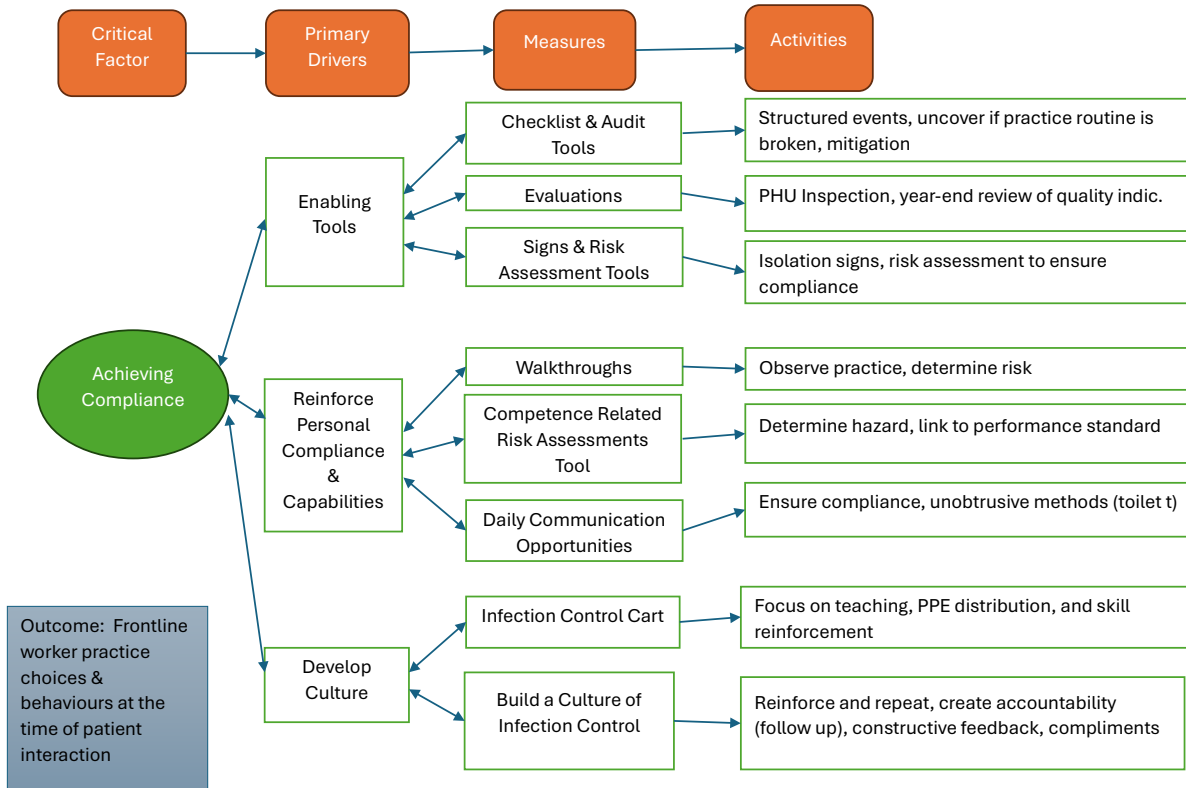 Critical
Factor
Primary
Drivers
Measures
Activities
Enabling
Tools
Checklist & Audit
Tools
Structured events, uncover if practice routine is
broken, mitigation
Evaluations
PHU Inspection, year-end review of quality indic.
Signs & Risk
Assessment Tools
Isolation signs, risk assessment to ensure
compliance
Achieving
Compliance
Reinforce
Personal
Compliance
&
Capabilities
Walkthroughs
Observe practice, determine risk
Competence Related
Risk Assessments
Tool
Determine hazard, link to performance standard
Daily Communication
Opportunities
Ensure compliance, unobtrusive methods (toilet t)
Develop
Culture
Infection Control Cart
Focus on teaching, PPE distribution, and skill
reinforcement
Build a Culture of
Infection Control
Reinforce and repeat, create accountability
(follow up), constructive feedback, compliments
Outcome:  Frontline
worker practice
choices &
behaviours at the
time of patient
interaction